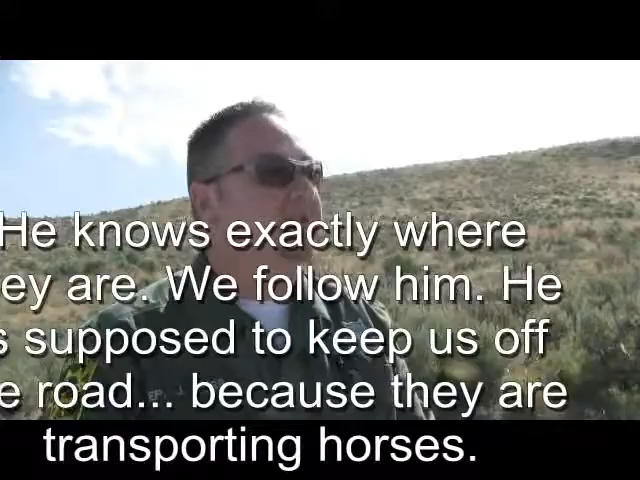 He knows exactly where
ey are. We follow him. He
s supposed to keep us off
e road... because they are
transporting horses.